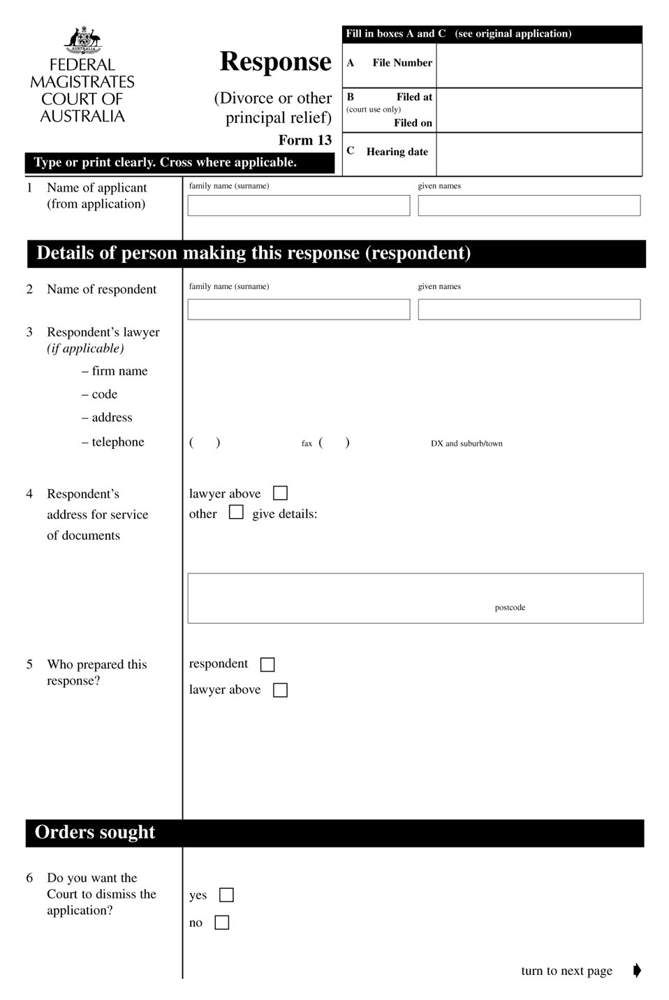 AUSTRALIA
FEDERAL
MAGISTRATES
COURT OF
AUSTRALIA
Response
(Divorce or other
principal relief)
Form 13
Type or print clearly. Cross where applicable.
Fill in boxes A and C (see original application)
A File Number
B Filed at
(court use only)
Filed on
C Hearing date
1 Name of applicant
(from application)
family name (surname) given names
Details of person making this response (respondent)
2 Name of respondent
family name (surname) given names
3 Respondent’s lawyer
(if applicable)
– firm name
– code
– address
– telephone ( ) fax ( ) DX and suburb/town
4 Respondent’s
address for service
of documents
lawyer above
other give details:
postcode
5 Who prepared this
response?
respondent
lawyer above
Orders sought
6 Do you want the
Court to dismiss the
application?
yes
no
turn to next page